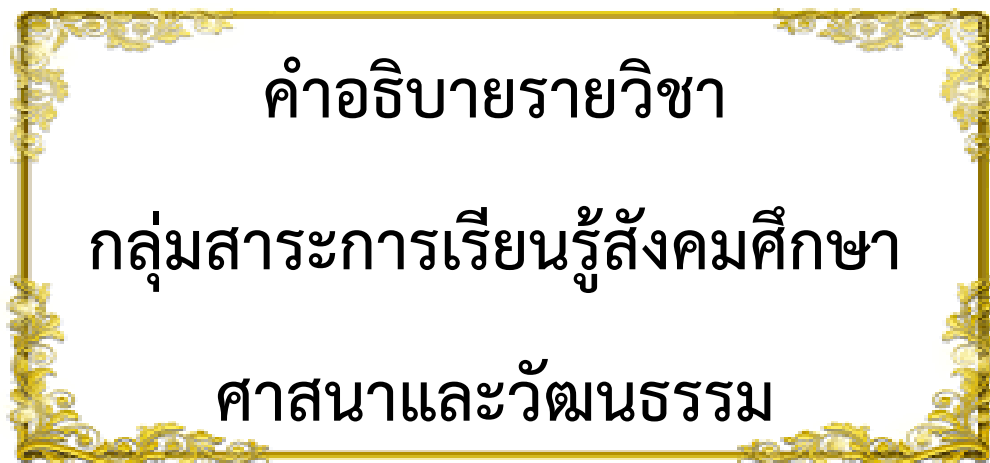 คำอธิบายรายวิชา
กลุ่มสาระการเรียนรู้สังคมศึกษา
ศาสนาและวัฒนธรรม